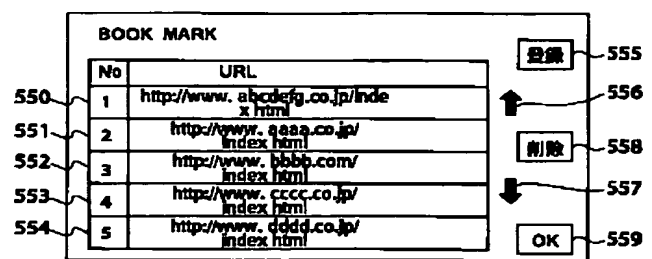 BOOK MARK
登録
555
No
URL
550
1
http://www. abcdefg.co.jp/inde
x html
556
551
2
http://www. aaaa.co.jp/
index html
552
3
http://www. bbbb.com/
index html
削除
558
553
4
http://www. cccc.co.jp/
index html
557
554
5
http://www. dddd.co.jp/
index html
OK
559